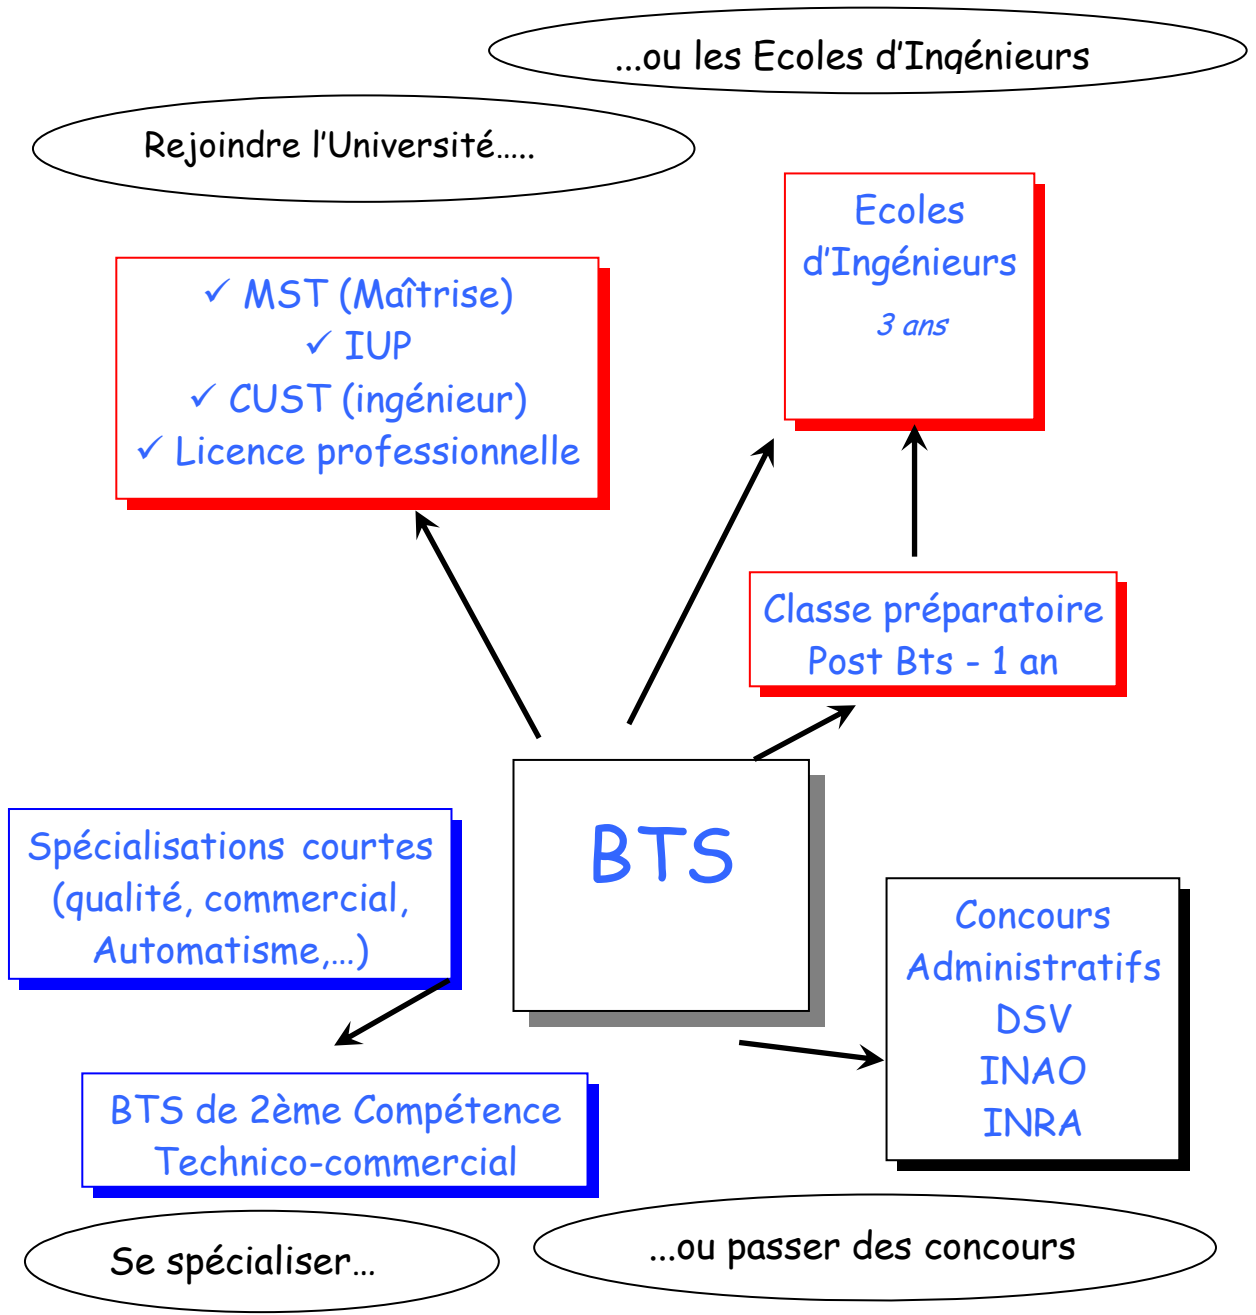 ...ou les Ecoles d'Ingénieurs
Rejoindre l'Université.....
Ecoles
d'Ingénieurs
3 ans
✓ MST (Maîtrise)
✓ IUP
✓ CUST (ingénieur)
✓ Licence professionnelle
Classe préparatoire
Post Bts - 1 an
BTS
Spécialisations courtes
(qualité, commercial,
Automatisme,...)
Concours
Administratifs
DSV
INAO
INRA
BTS de 2ème Compétence
Technico-commercial
Se spécialiser...
...ou passer des concours